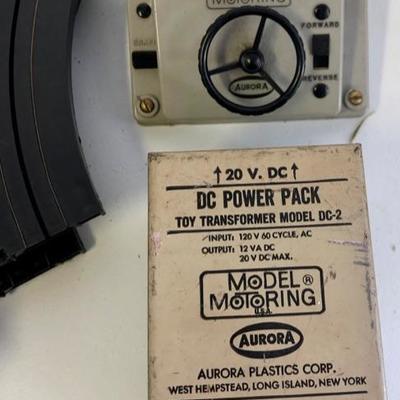 MOTORING
BRAKE
FORWARD
REVERSE
AURORA
↑ 20 V. DC ↑
DC POWER PACK
TOY TRANSFORMER MODEL DC-2
INPUT: 120 V 60 CYCLE, AC
OUTPUT: 12 VA DC
20 V DC MAX.
MODEL ®
MOTORING
U.S.A.
AURORA
AURORA PLASTICS CORP.
WEST HEMPSTEAD, LONG ISLAND, NEW YORK